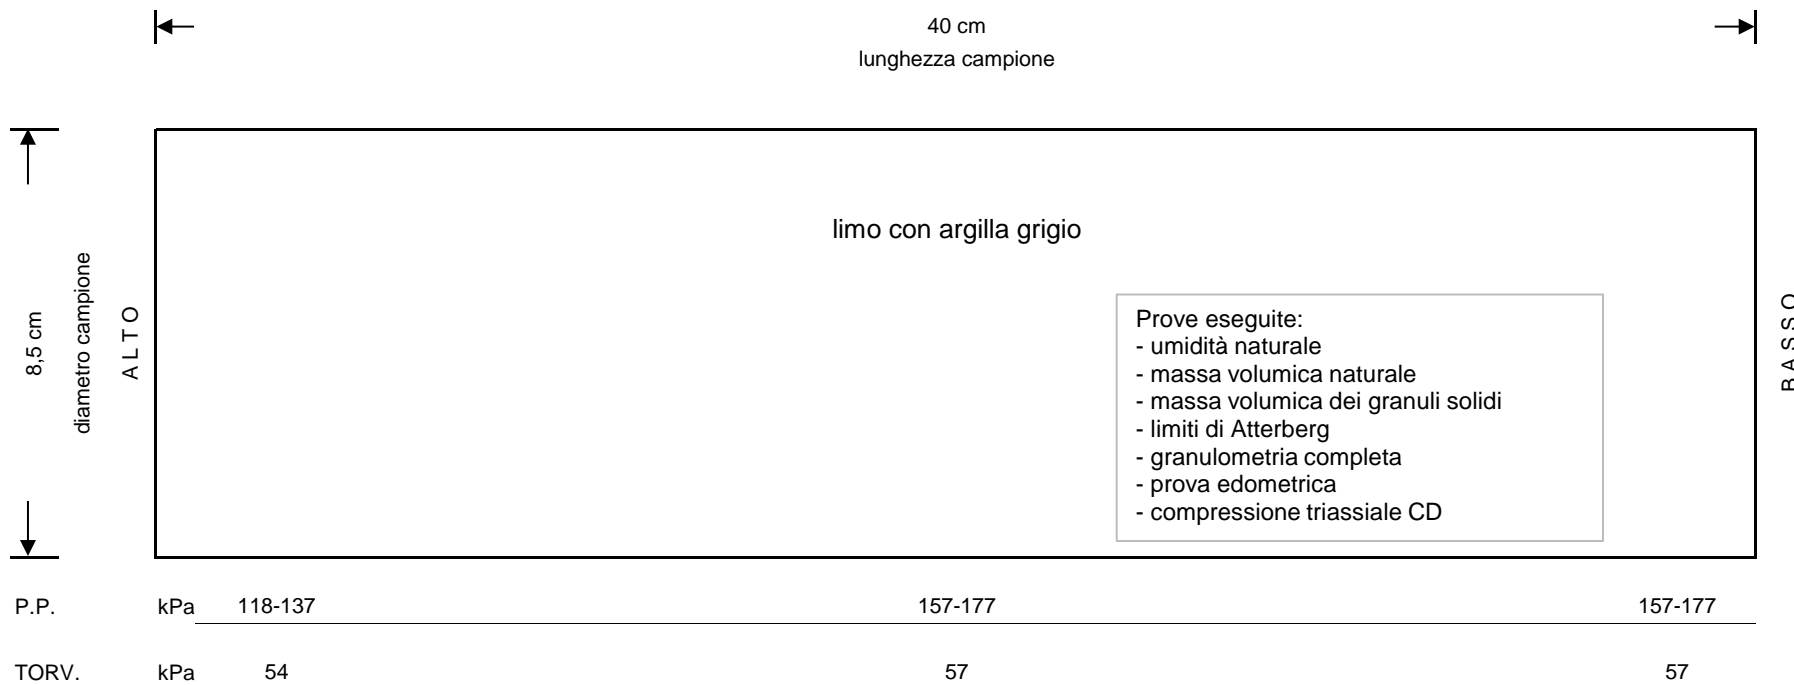 40 cm
lunghezza campione
limo con argilla grigio
8,5 cm
diametro campione
ALTO
Prove eseguite:
- umidità naturale
- massa volumica naturale
- massa volumica dei granuli solidi
- limiti di Atterberg
- granulometria completa
- prova edometrica
- compressione triassiale CD
BASSO
P.P. kPa 118-137 157-177 157-177
TORV. kPa 54 57 57